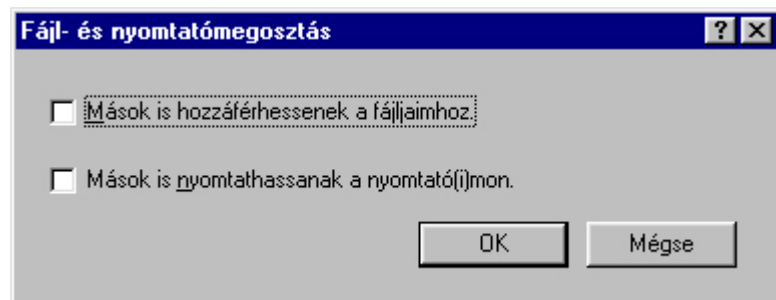 Fájl- és nyomtatómegosztás
Mások is hozzáférhessenek a fájljaimhoz.
Mások is nyomtathassanak a nyomtató(i)mon.
OK Mégse